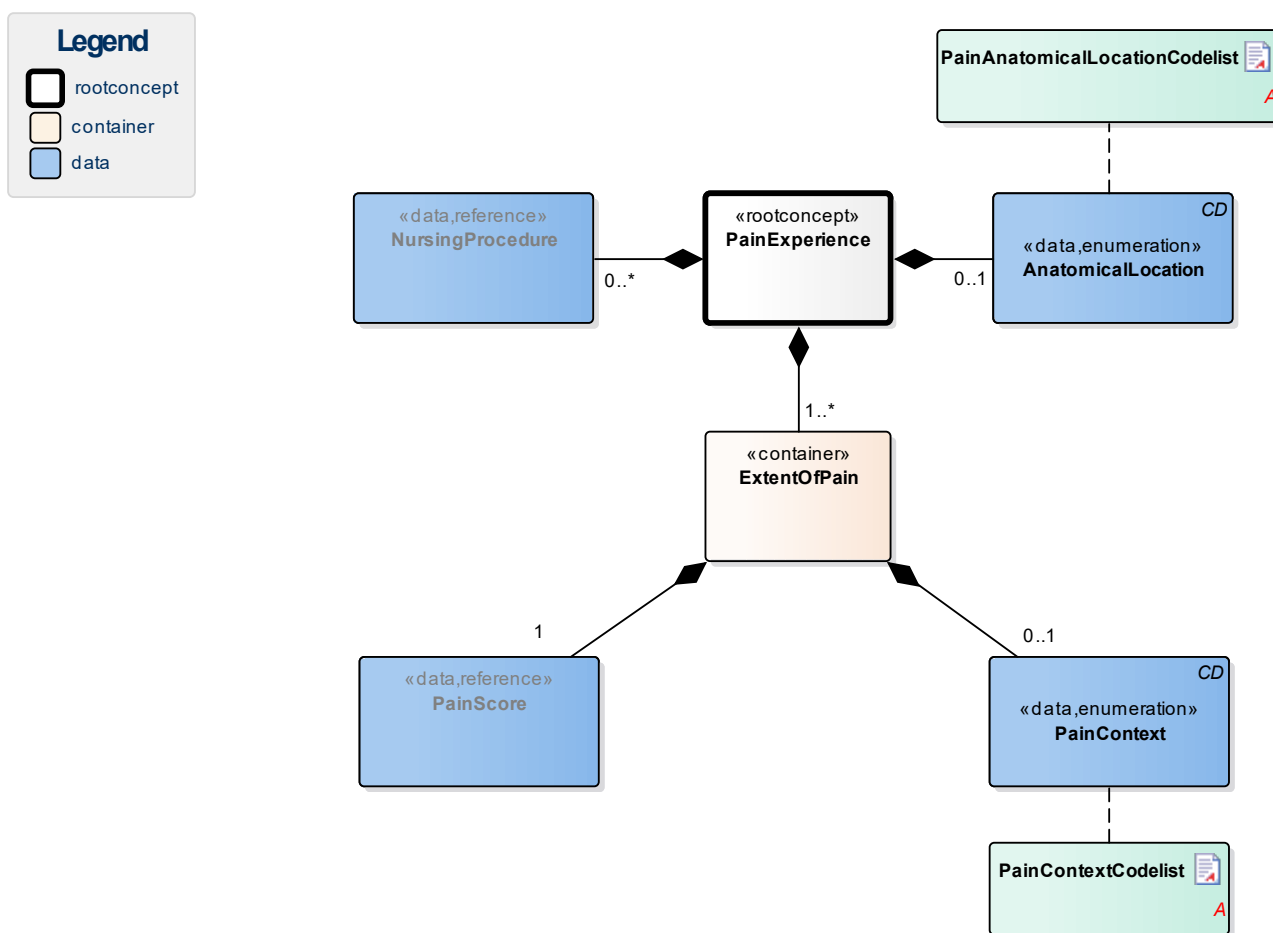 Legend
rootconcept
container
data
PainAnatomicalLocationCodelist
A
«data,reference»
NursingProcedure
0..*
«rootconcept»
PainExperience
0..1
CD
«data,enumeration»
AnatomicalLocation
1..*
«container»
ExtentOfPain
1
0..1
«data,reference»
PainScore
CD
«data,enumeration»
PainContext
PainContextCodelist
A